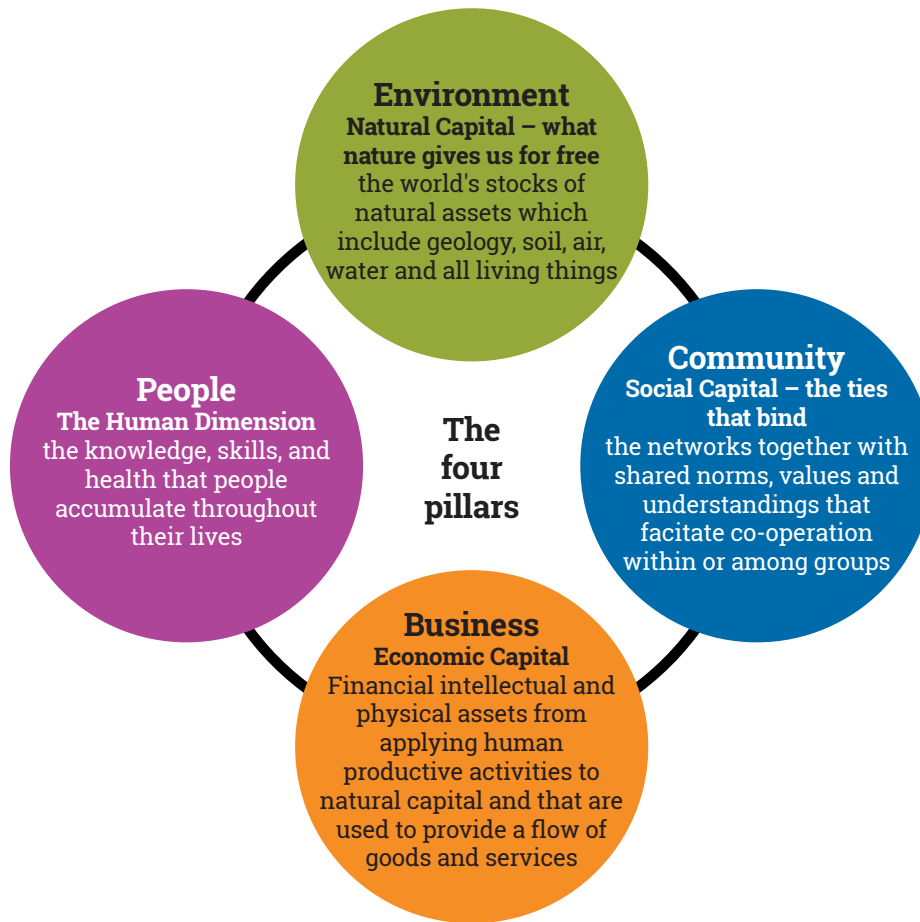 Environment
Natural Capital – what
nature gives us for free
the world's stocks of
natural assets which
include geology, soil, air,
water and all living things
People
The Human Dimension
the knowledge, skills, and
health that people
accumulate throughout
their lives
The
four
pillars
Community
Social Capital – the ties
that bind
the networks together with
shared norms, values and
understandings that
facitate co-operation
within or among groups
Business
Economic Capital
Financial intellectual and
physical assets from
applying human
productive activities to
natural capital and that are
used to provide a flow of
goods and services